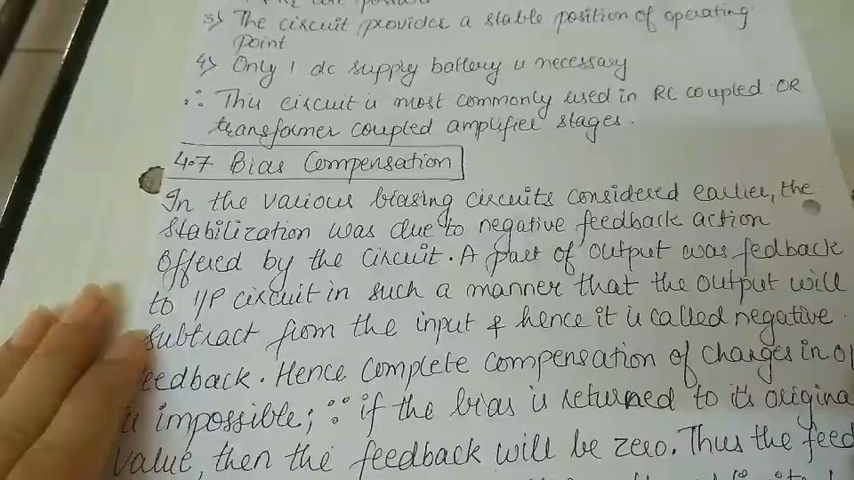 3) The circuit provides a stable position of operating
point
4) Only 1 dc supply battery is necessary
∴ This circuit is most commonly used in RC coupled OR
transformer coupled amplifier stages.
4.7 Bias Compensation
In the various biasing circuits considered earlier, the
stabilization was due to negative feedback action
offered by the circuit. A part of output was fedback
to I/P circuit in such a manner that the output will
subtract from the input & hence it is called negative
feedback. Hence complete compensation of changes in
is impossible; ∵ if the bias is returned to its origina
value, then the feedback will be zero. Thus the feed